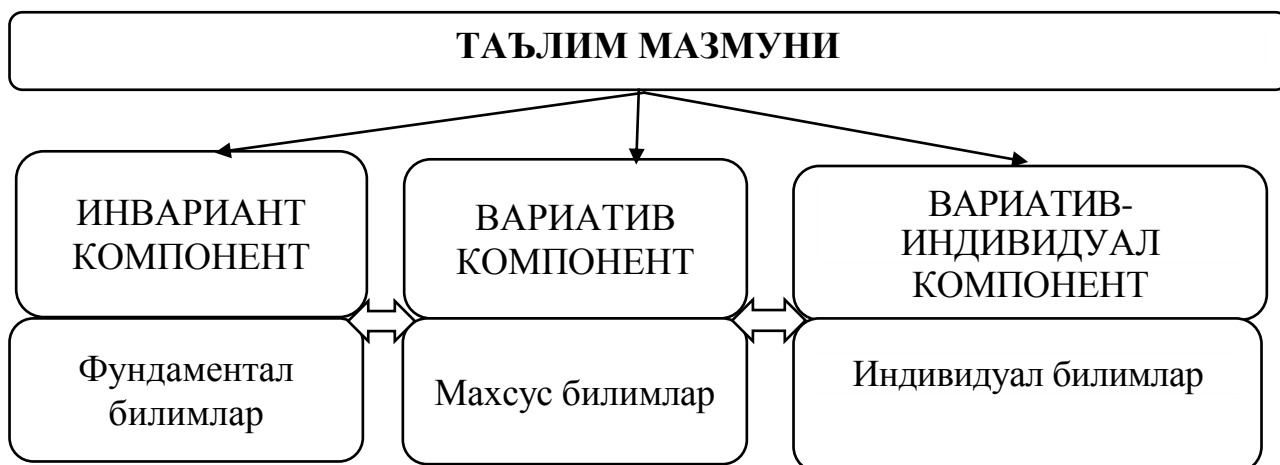 ТАЪЛИМ МАЗМУНИ
ИНВАРИАНТ
КОМПОНЕНТ
ВАРИАТИВ
КОМПОНЕНТ
ВАРИАТИВ-
ИНДИВИДУАЛ
КОМПОНЕНТ
Фундаментал
билимлар
Махсус билимлар
Индивидуал билимлар